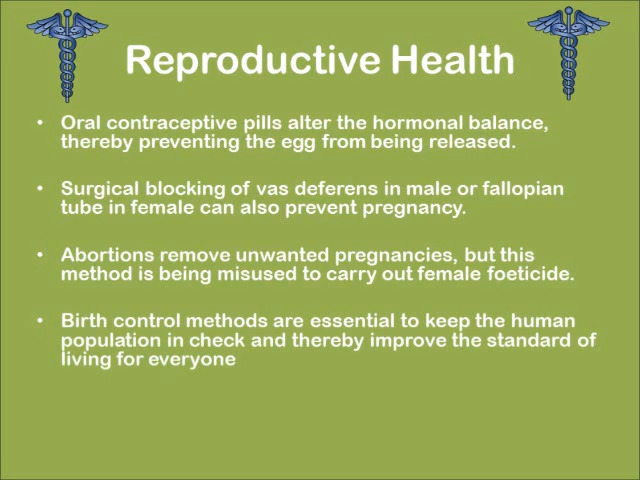 Reproductive Health
• Oral contraceptive pills alter the hormonal balance,
thereby preventing the egg from being released.
• Surgical blocking of vas deferens in male or fallopian
tube in female can also prevent pregnancy.
• Abortions remove unwanted pregnancies, but this
method is being misused to carry out female foeticide.
• Birth control methods are essential to keep the human
population in check and thereby improve the standard of
living for everyone